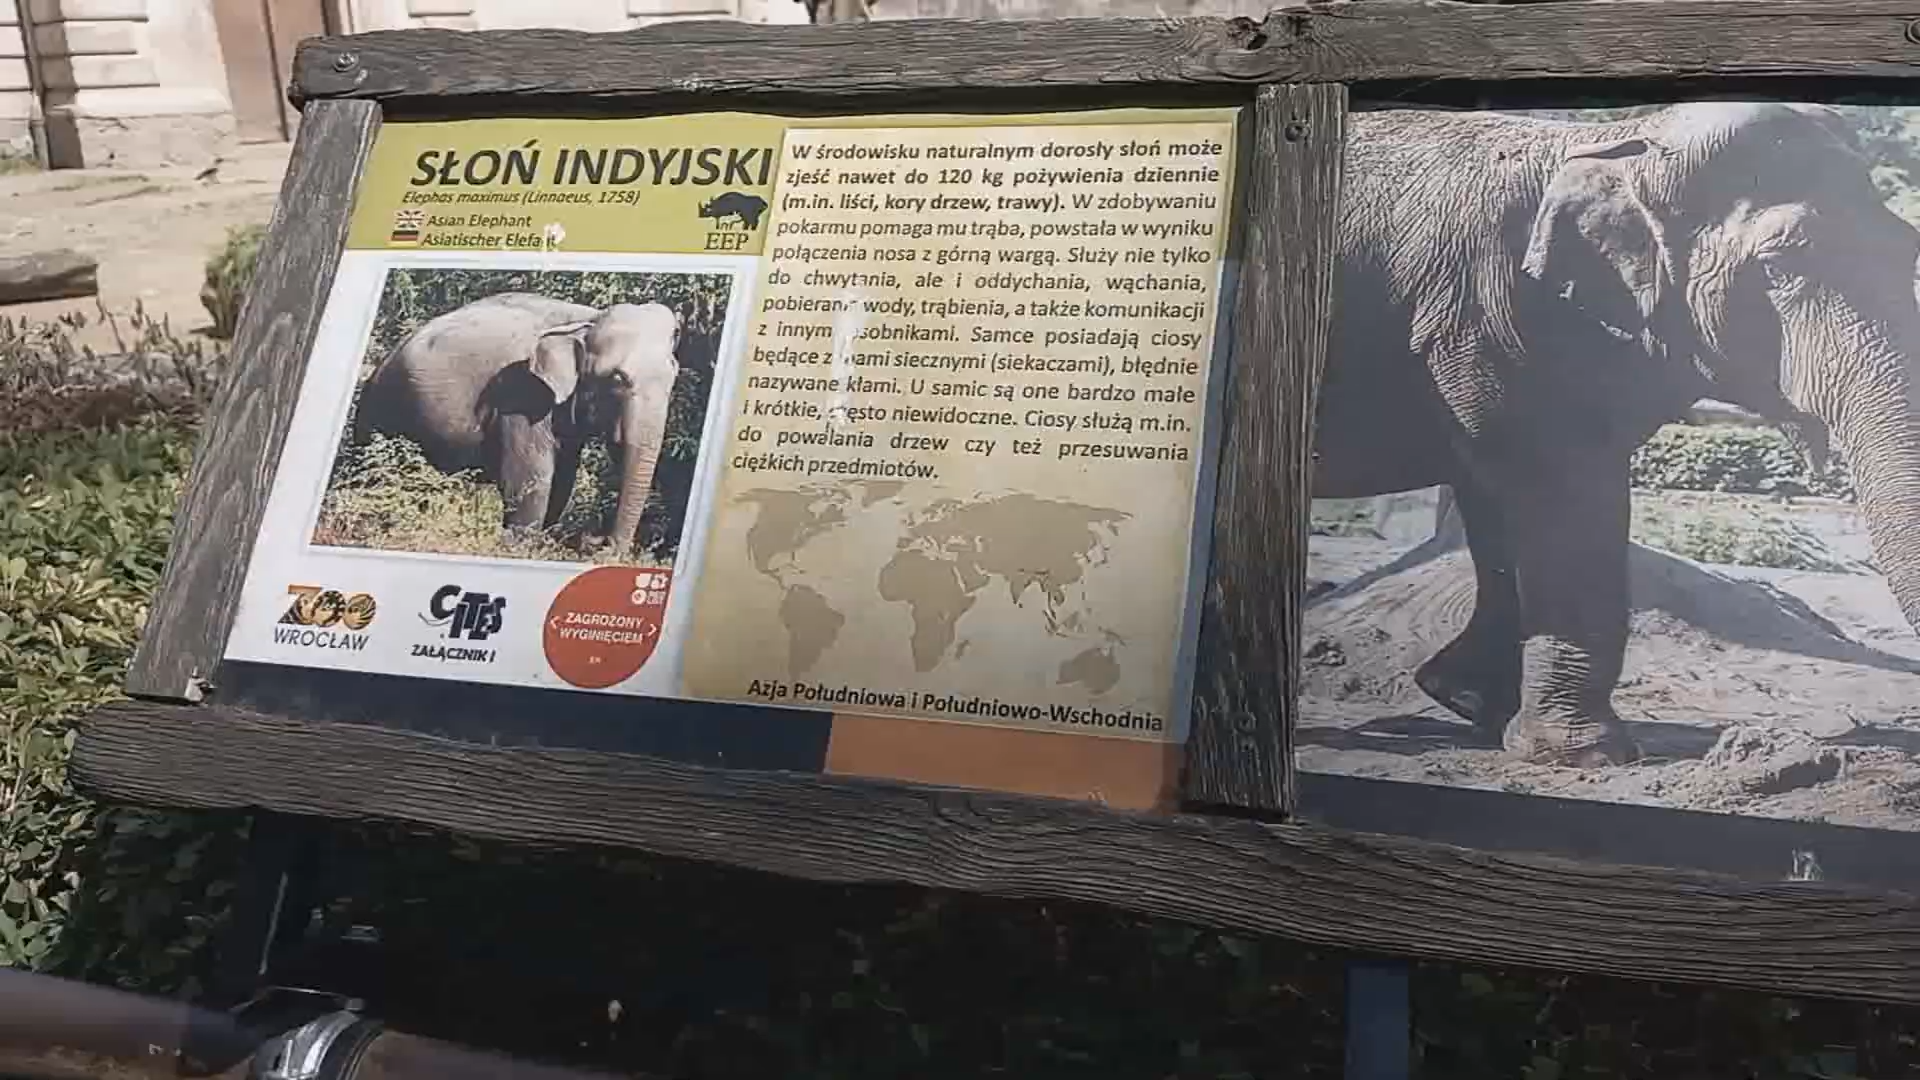 SŁOŃ INDYJSKI
Elephas maximus (Linnaeus, 1758)
Asian Elephant
Asiatischer Elefant
EEP
W środowisku naturalnym dorosły słoń może
zjeść nawet do 120 kg pożywienia dziennie
(m.in. liści, kory drzew, trawy). W zdobywaniu
pokarmu pomaga mu trąba, powstała w wyniku
połączenia nosa z górną wargą. Służy nie tylko
do chwytania, ale i oddychania, wąchania,
wody, trąbienia, a także komunikacji
z osobnikami. Samce posiadają ciosy
będące siecznymi (siekaczami), błędnie
nazywane kłami. U samic są one bardzo małe
i krótkie, często niewidoczne. Ciosy służą m.in.
do powalania drzew czy też przesuwania
ciężkich przedmiotów.
ZOO
WROCŁAW
CITES
ZAŁĄCZNIK I
ZAGROŻONY
WYGINIĘCIEM
EN
Azja Południowa i Południowo-Wschodnia